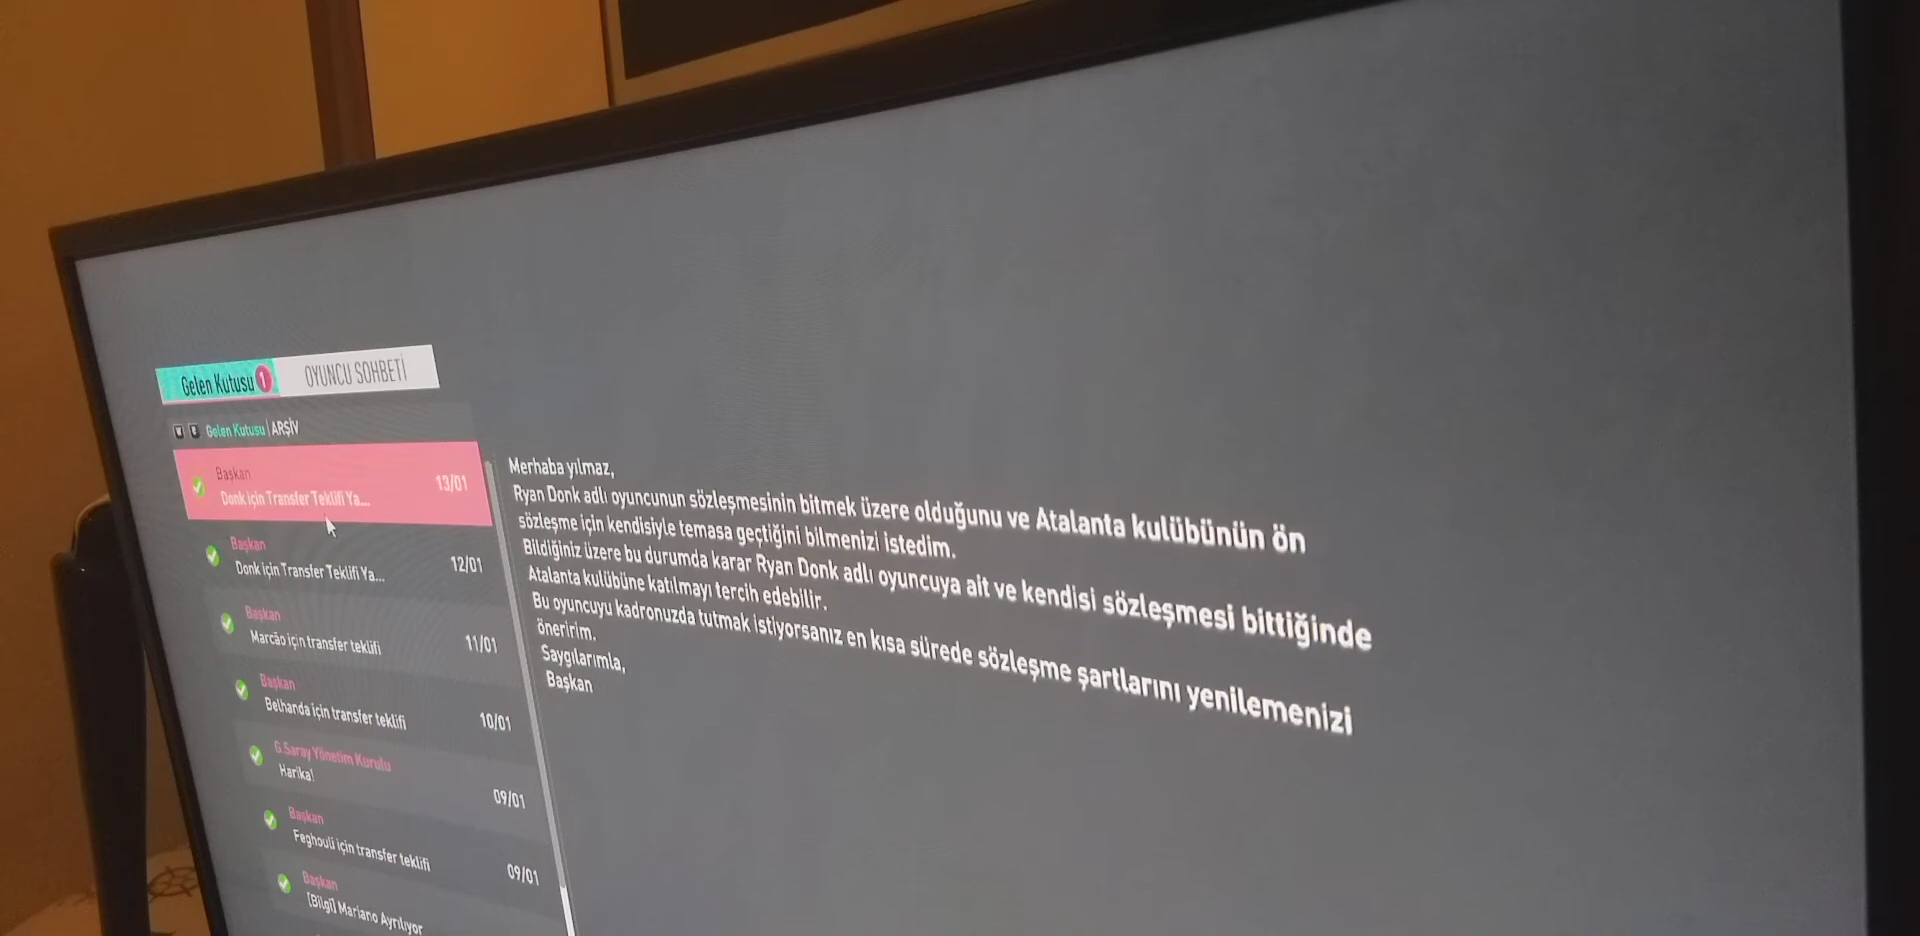 Gelen Kutusu 1 OYUNCU SOHBETİ
Gelen Kutusu | ARŞİV
Başkan
Donk için Transfer Teklifi Ya...
13/01
Başkan
Donk için Transfer Teklifi Ya...
12/01
Başkan
Marcão için transfer teklifi
11/01
Başkan
Belhanda için transfer teklifi
10/01
G.Saray Yönetim Kurulu
Harika!
09/01
Başkan
Feghouli için transfer teklifi
09/01
Başkan
[Bilgi] Mariano Ayrılıyor
Merhaba yılmaz,
Ryan Donk adlı oyuncunun sözleşmesinin bitmek üzere olduğunu ve Atalanta kulübünün ön
sözleşme için kendisiyle temasa geçtiğini bilmenizi istedim.
Bildiğiniz üzere bu durumda karar Ryan Donk adlı oyuncuya ait ve kendisi sözleşmesi bittiğinde
Atalanta kulübüne katılmayı tercih edebilir.
Bu oyuncuyu kadronuzda tutmak istiyorsanız en kısa sürede sözleşme şartlarını yenilemenizi
öneririm.
Saygılarımla,
Başkan